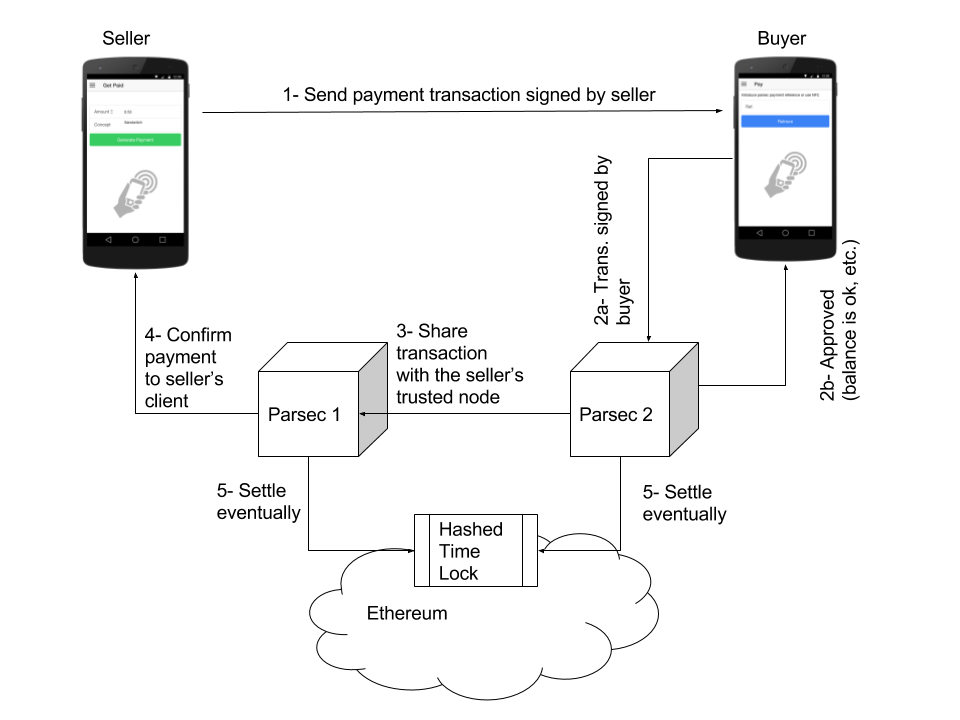 Seller
Buyer
Get Paid
Amount
Concept
Sandwich
Generate Payment
Pay
Ref.
Retrieve
1- Send payment transaction signed by seller
2a- Trans. signed by
buyer
2b- Approved
(balance is ok, etc.)
3- Share
transaction
with the seller's
trusted node
4- Confirm
payment
to seller's
client
Parsec 1
Parsec 2
5- Settle
eventually
5- Settle
eventually
Hashed
Time
Lock
Ethereum